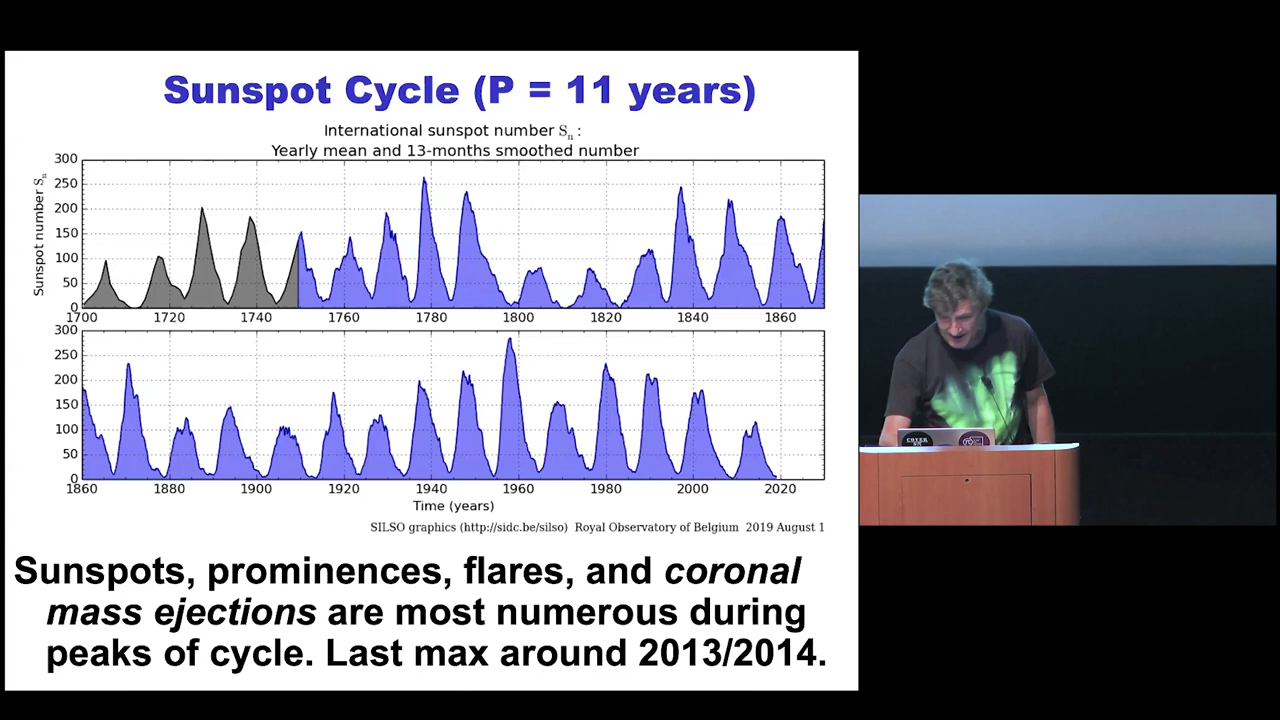 Sunspot Cycle (P = 11 years)
International sunspot number Sn :
Yearly mean and 13-months smoothed number
Sunspot number Sn
300
250
200
150
100
50
0
1700 1720 1740 1760 1780 1800 1820 1840 1860
300
250
200
150
100
50
0
1860 1880 1900 1920 1940 1960 1980 2000 2020
Time (years)
SILSO graphics (http://sidc.be/silso) Royal Observatory of Belgium 2019 August 1
Sunspots, prominences, flares, and coronal
mass ejections are most numerous during
peaks of cycle. Last max around 2013/2014.